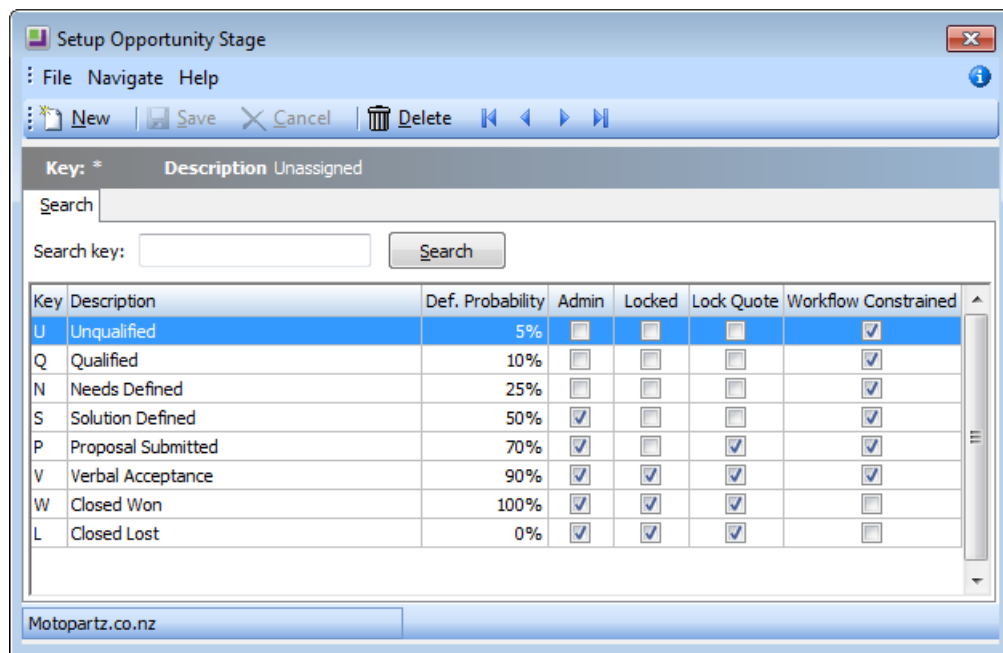 Setup Opportunity Stage
File Navigate Help
New Save Cancel Delete
Key: * Description Unassigned
Search
Search key: Search
Key Description Def. Probability Admin Locked Lock Quote Workflow Constrained
U Unqualified 5%
Q Qualified 10%
N Needs Defined 25%
S Solution Defined 50%
P Proposal Submitted 70%
V Verbal Acceptance 90%
W Closed Won 100%
L Closed Lost 0%
Motopartz.co.nz